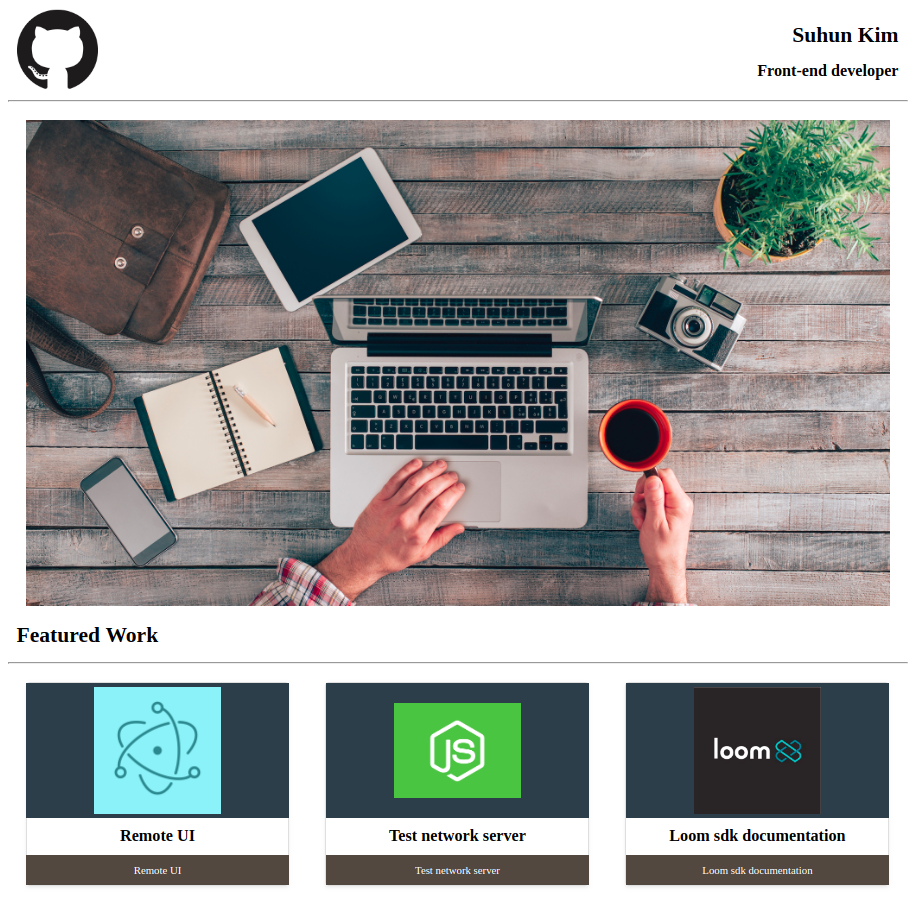 Suhun Kim
Front-end developer
Featured Work
JS
loom
Remote UI
Test network server
Loom sdk documentation
Remote UI
Test network server
Loom sdk documentation